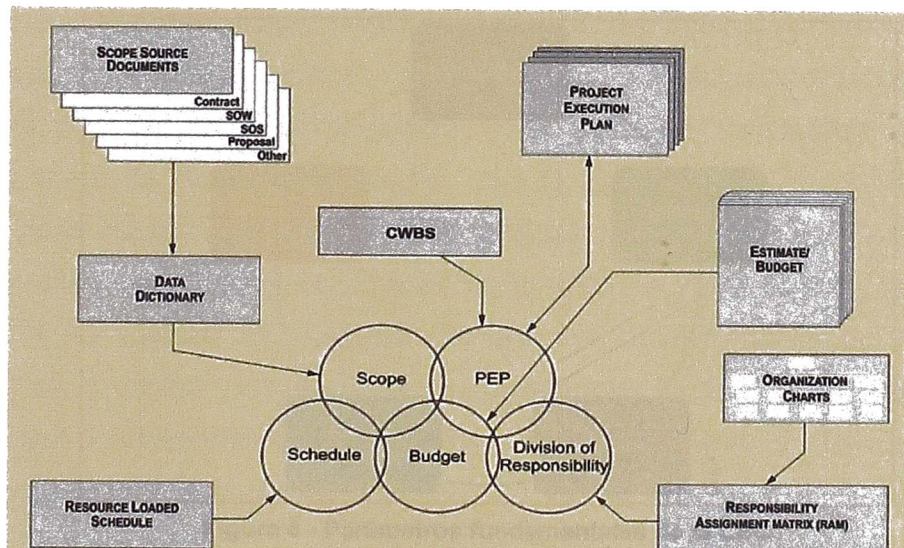 SCOPE SOURCE
DOCUMENTS
Contract
SOW
SOS
Proposal
Other
PROJECT
EXECUTION
PLAN
CWBS
ESTIMATE/
BUDGET
DATA
DICTIONARY
Scope
PEP
ORGANIZATION
CHARTS
Schedule
Budget
Division of
Responsibility
RESOURCE LOADED
SCHEDULE
RESPONSIBILITY
ASSIGNMENT MATRIX (RAM)